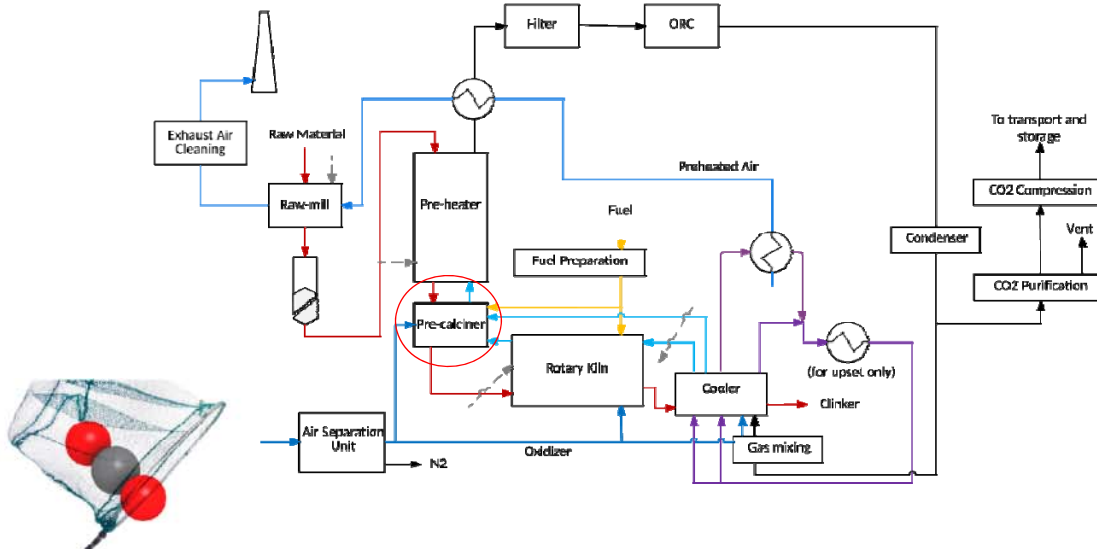 Filter
ORC
Exhaust Air
Cleaning
Raw Material
To transport and
storage
Preheated Air
CO2 Compression
Raw-mill
Pre-heater
Fuel
Vent
Condenser
Fuel Preparation
CO2 Purification
Pre-calciner
Rotary Kiln
(for upset only)
Cooler
Clinker
Air Separation
Unit
Oxidizer
Gas mixing
N2